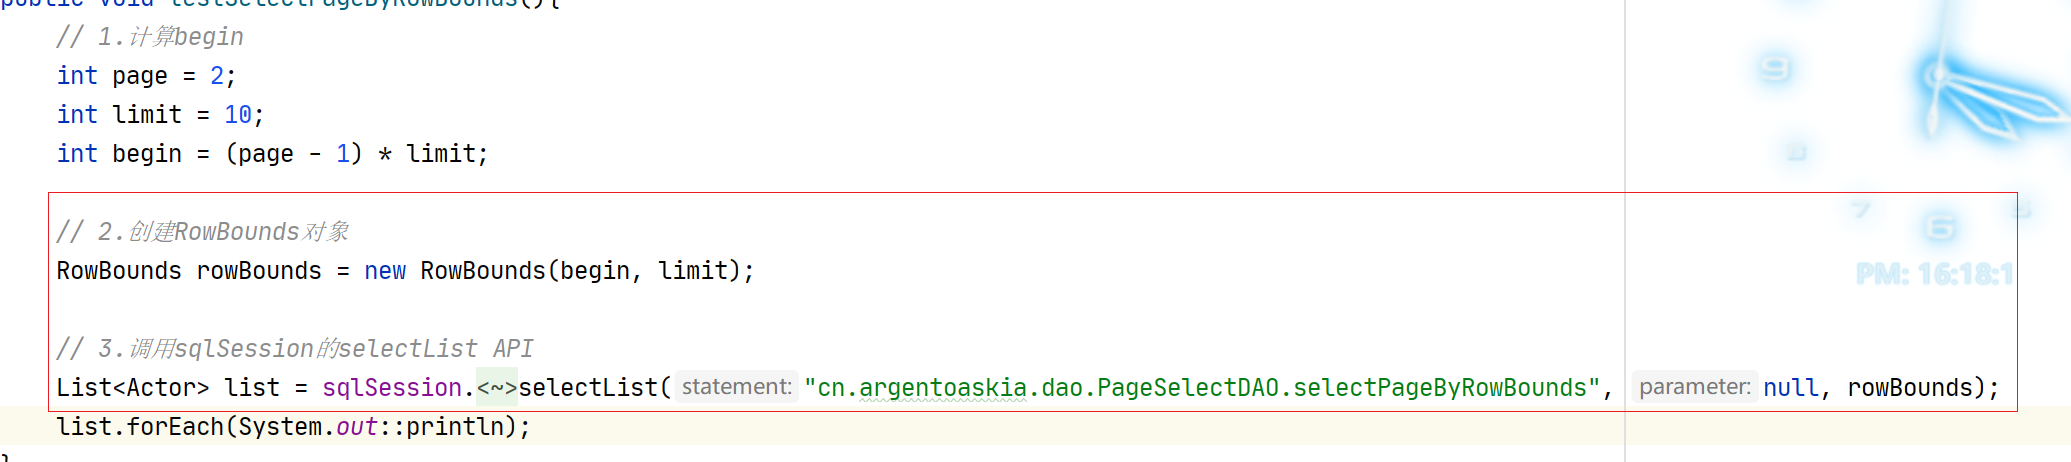 public void testSelectPageByRowBounds(){
// 1.计算begin
int page = 2;
int limit = 10;
int begin = (page - 1) * limit;
// 2.创建RowBounds对象
RowBounds rowBounds = new RowBounds(begin, limit);
// 3.调用sqlSession的selectList API
List<Actor> list = sqlSession.<~>selectList( statement: "cn.argentoaskia.dao.PageSelectDAO.selectPageByRowBounds", parameter: null, rowBounds);
list.forEach(System.out::println);
}
9
7
6
5
PM: 16:18:1